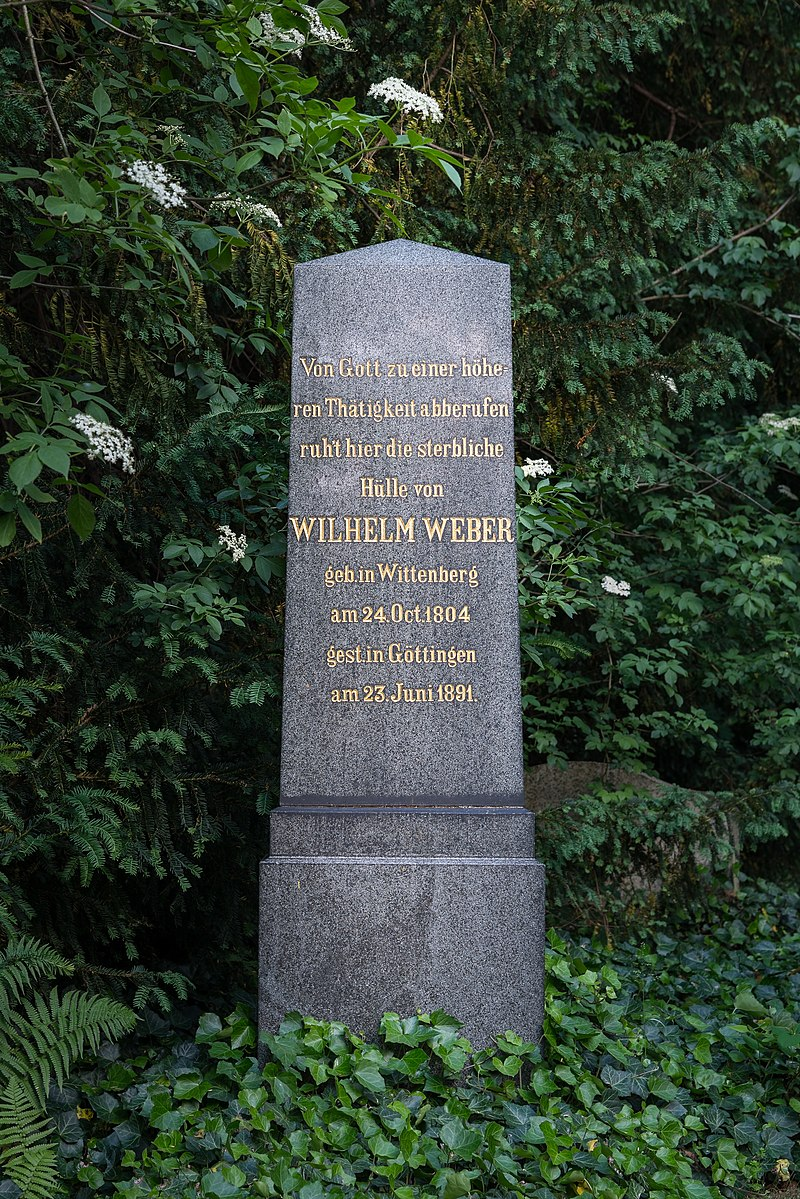 Von Gott zu einer höhe-
ren Thätigkeit abberufen
ruh't hier die sterbliche
Hülle von
WILHELM WEBER
geb. in Wittenberg
am 24. Oct. 1804
gest. in Göttingen
am 23. Juni 1891.